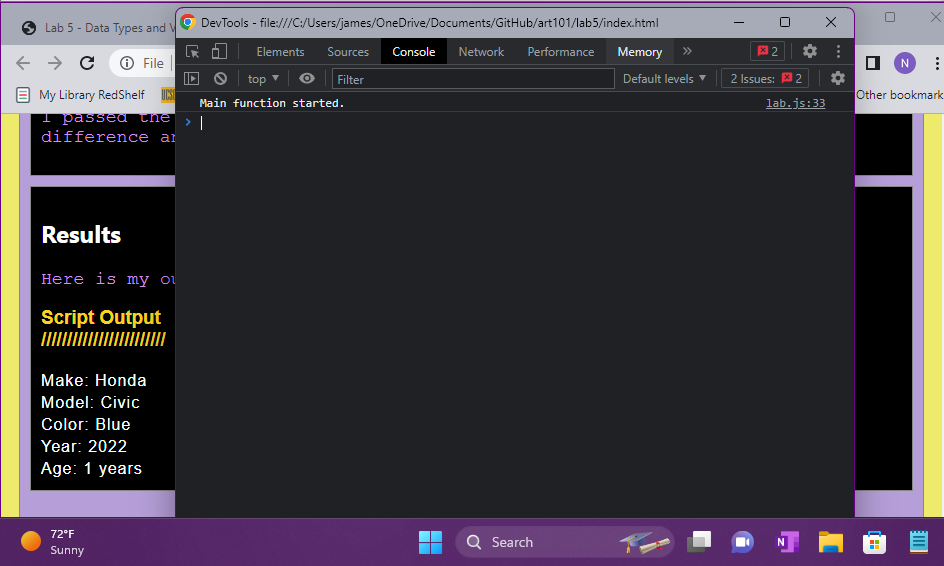 Lab 5 - Data Types and V
DevTools - file:///C:/Users/james/OneDrive/Documents/GitHub/art101/lab5/index.html
Elements Sources Console Network Performance Memory » 2
File
N
top Filter Default levels 2 Issues: 2
My Library RedShelf
Other bookmark
Main function started. lab.js:33
I passed the
difference an
Results
Here is my ou
Script Output
////////////////////////
Make: Honda
Model: Civic
Color: Blue
Year: 2022
Age: 1 years
72°F
Sunny
Search
N